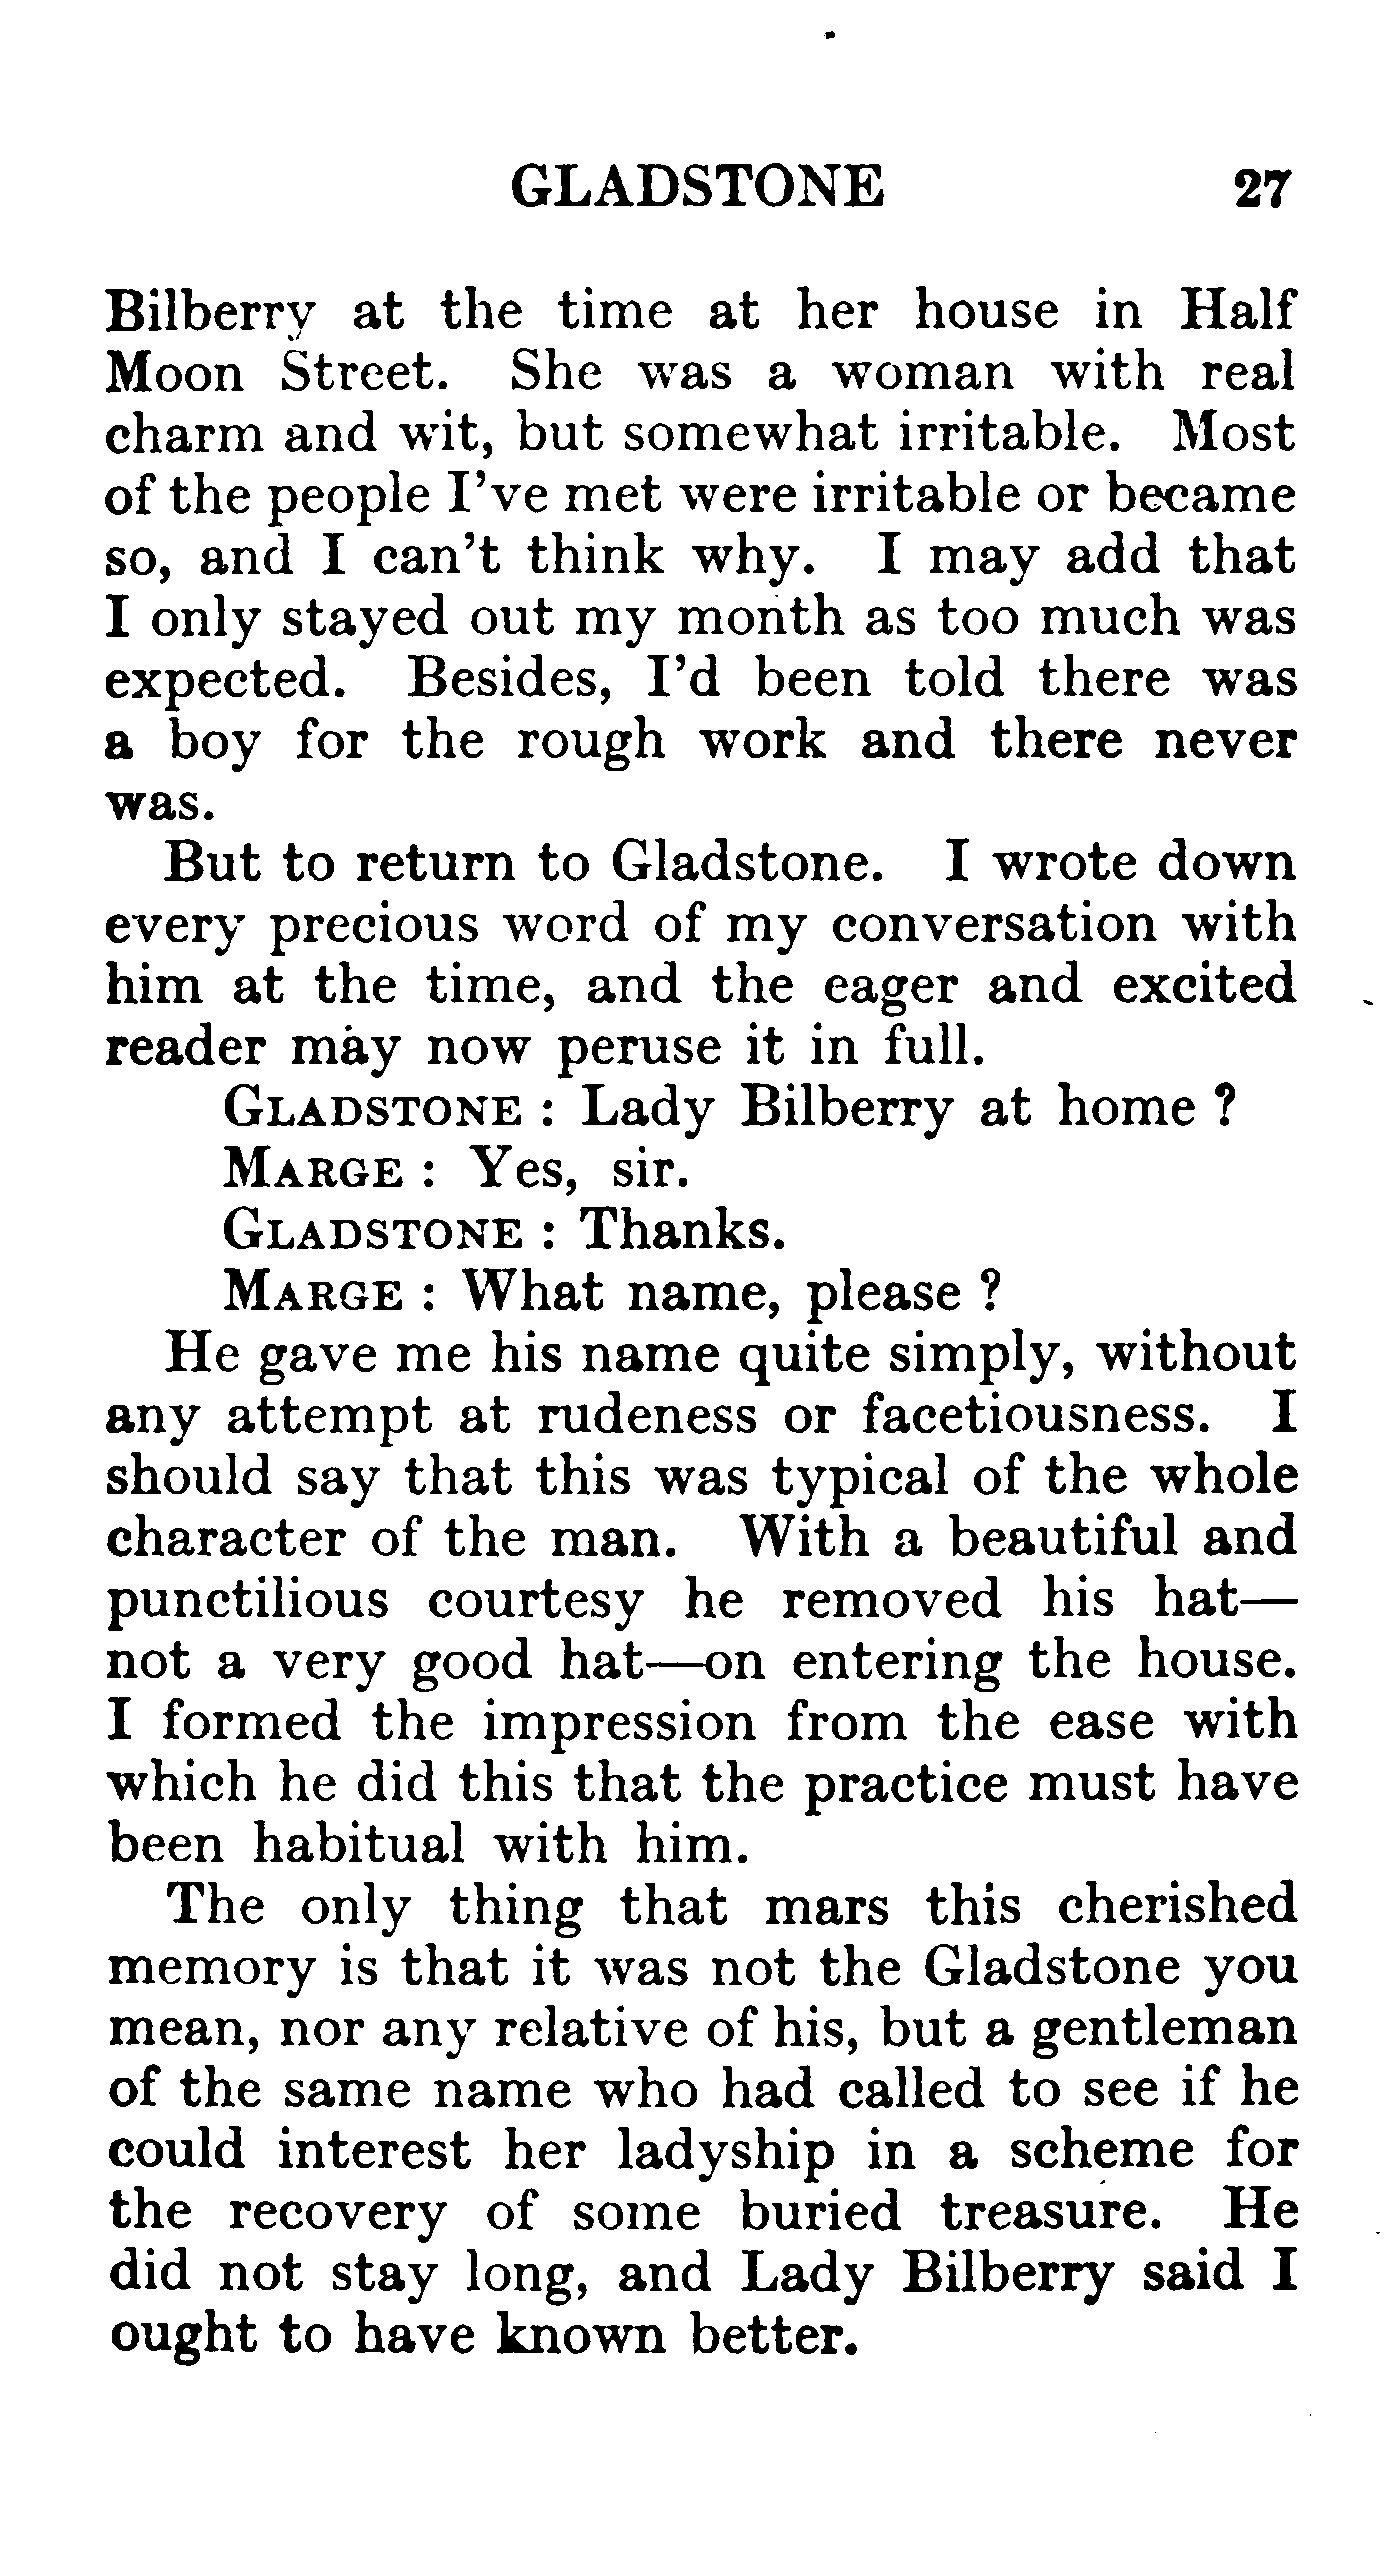 GLADSTONE 27
Bilberry at the time at her house in Half
Moon Street. She was a woman with real
charm and wit, but somewhat irritable. Most
of the people I've met were irritable or became
so, and I can't think why. I may add that
I only stayed out my month as too much was
expected. Besides, I'd been told there was
a boy for the rough work and there never
was.
But to return to Gladstone. I wrote down
every precious word of my conversation with
him at the time, and the eager and excited
reader may now peruse it in full.
GLADSTONE : Lady Bilberry at home ?
MARGE : Yes, sir.
GLADSTONE : Thanks.
MARGE : What name, please ?
He gave me his name quite simply, without
any attempt at rudeness or facetiousness. I
should say that this was typical of the whole
character of the man. With a beautiful and
punctilious courtesy he removed his hat—
not a very good hat—on entering the house.
I formed the impression from the ease with
which he did this that the practice must have
been habitual with him.
The only thing that mars this cherished
memory is that it was not the Gladstone you
mean, nor any relative of his, but a gentleman
of the same name who had called to see if he
could interest her ladyship in a scheme for
the recovery of some buried treasure. He
did not stay long, and Lady Bilberry said I
ought to have known better.